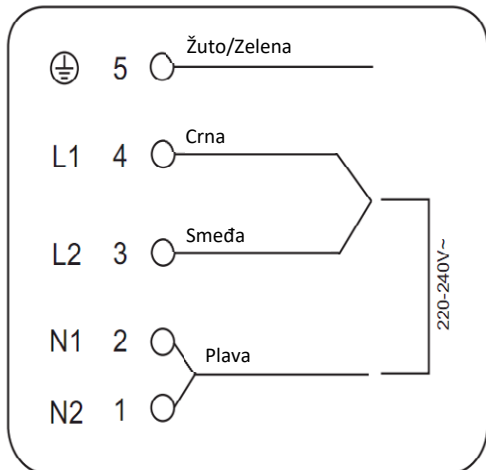 5 Žuto/Zelena
L1 4 Crna
L2 3 Smeđa
220-240V~
N1 2
Plava
N2 1